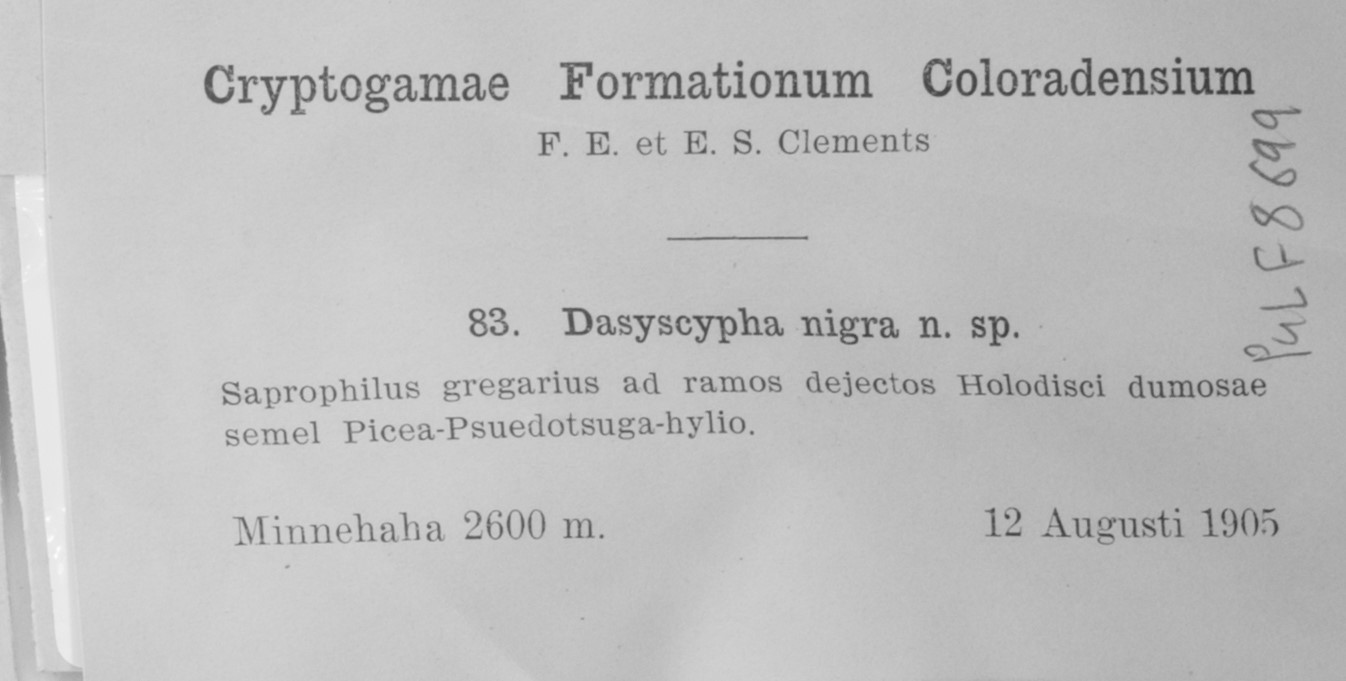 Cryptogamae Formationum Coloradensium
F. E. et E. S. Clements
83. Dasyscypha nigra n. sp.
Saprophilus gregarius ad ramos dejectos Holodisci dumosae
semel Picea-Psuedotsuga-hylio.
Minnehaha 2600 m. 12 Augusti 1905
PUL F8699